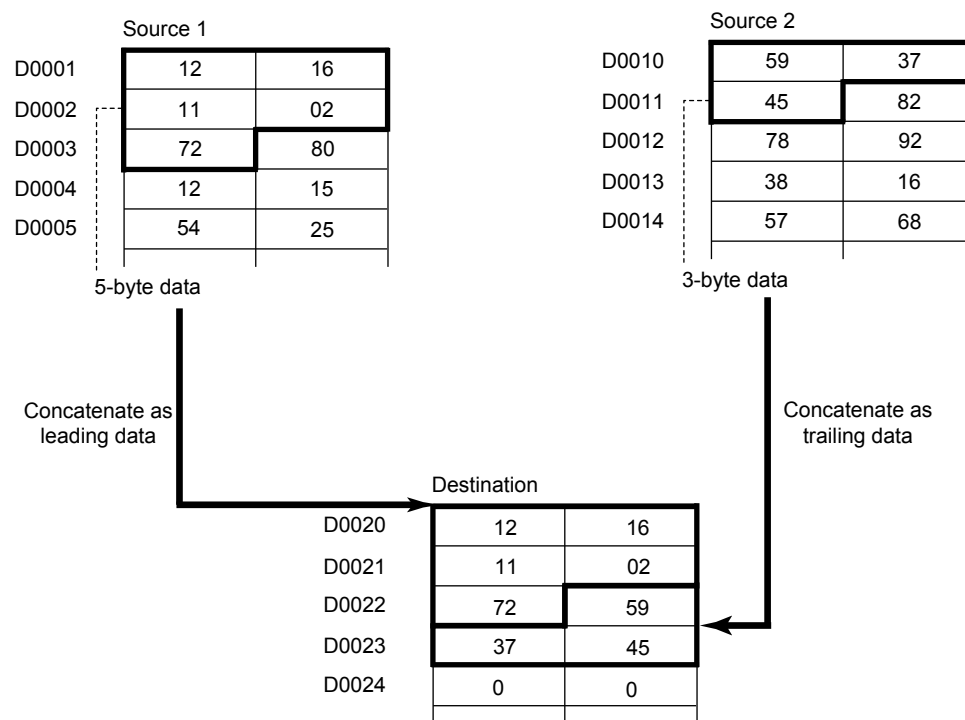 Source 1
D0001 12 16
D0002 11 02
D0003 72 80
D0004 12 15
D0005 54 25
5-byte data
Source 2
D0010 59 37
D0011 45 82
D0012 78 92
D0013 38 16
D0014 57 68
3-byte data
Concatenate as
leading data
Concatenate as
trailing data
Destination
D0020 12 16
D0021 11 02
D0022 72 59
D0023 37 45
D0024 0 0